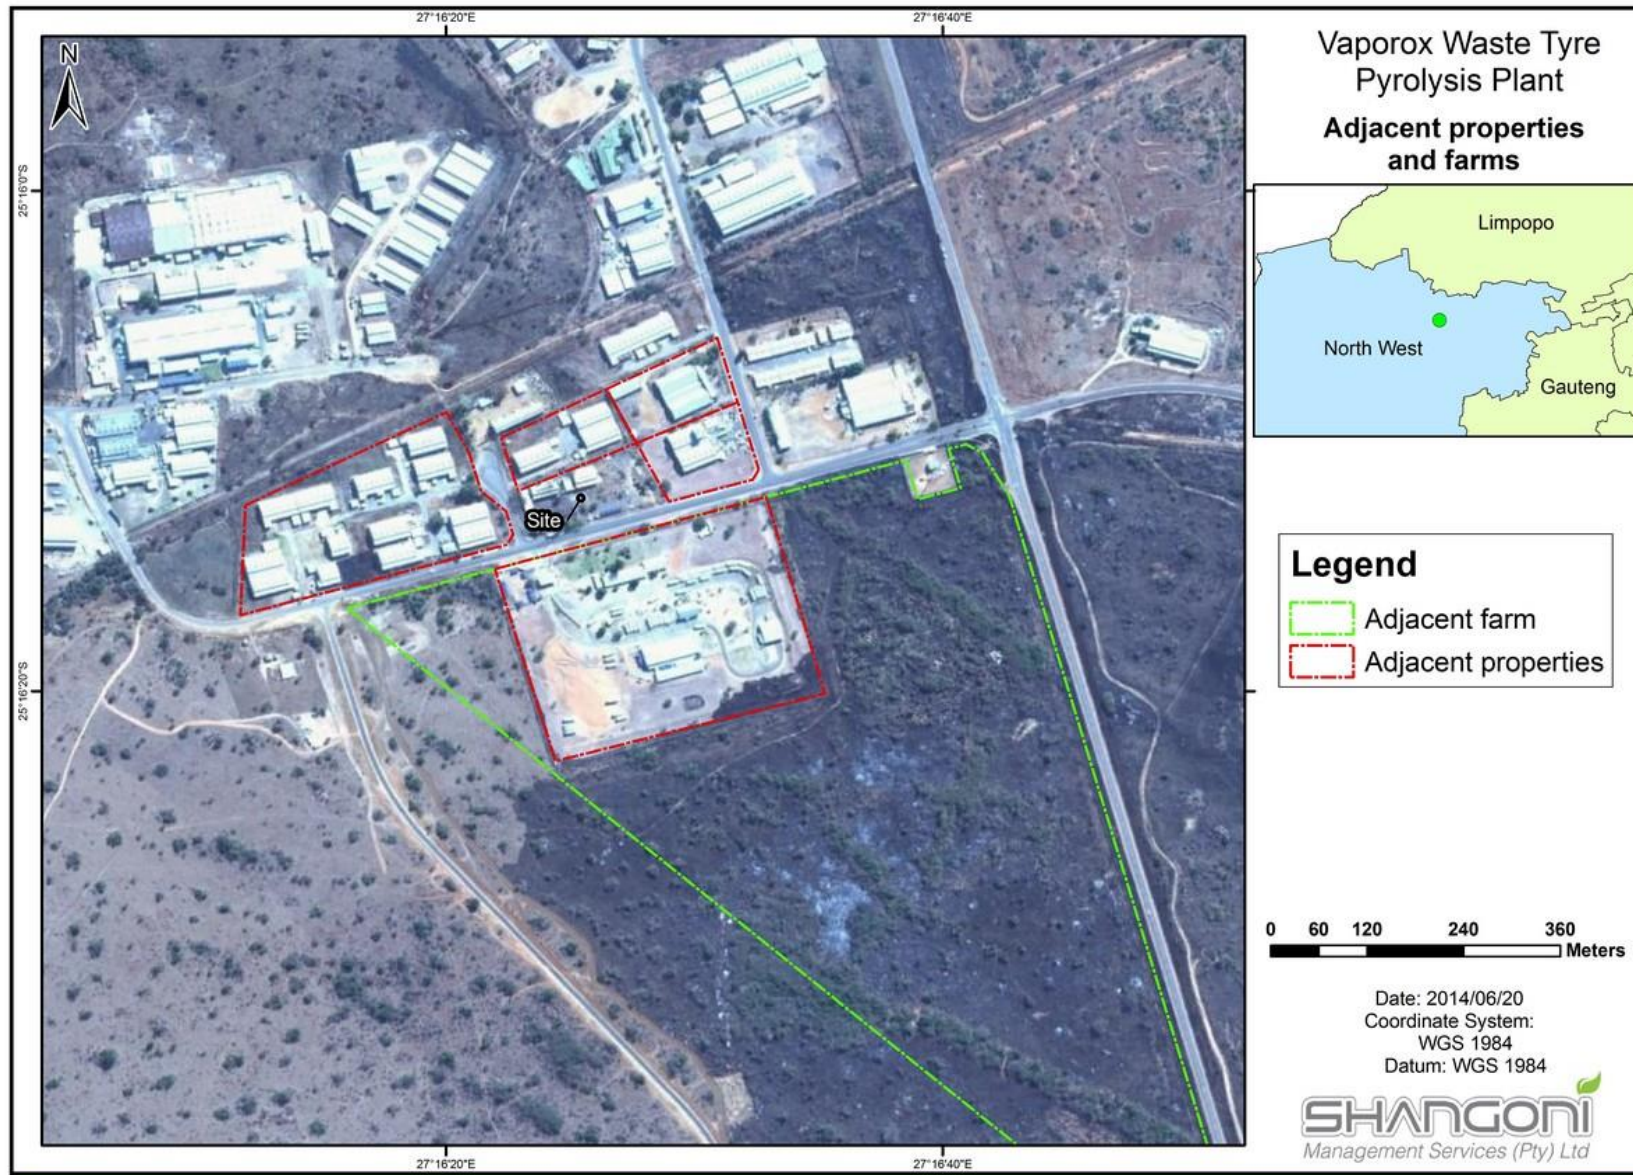 27°16'20"E
27°16'40"E
N
25°16'0"S
25°16'20"S
Site
27°16'20"E
27°16'40"E
Vaporox Waste Tyre
Pyrolysis Plant
Adjacent properties
and farms
Limpopo
North West
Gauteng
Legend
Adjacent farm
Adjacent properties
0 60 120 240 360
Meters
Date: 2014/06/20
Coordinate System:
WGS 1984
Datum: WGS 1984
SHANGONI
Management Services (Pty) Ltd